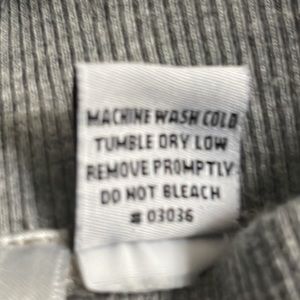 MACHINE WASH COLD
TUMBLE DRY LOW
REMOVE PROMPTLY
DO NOT BLEACH
# 03036